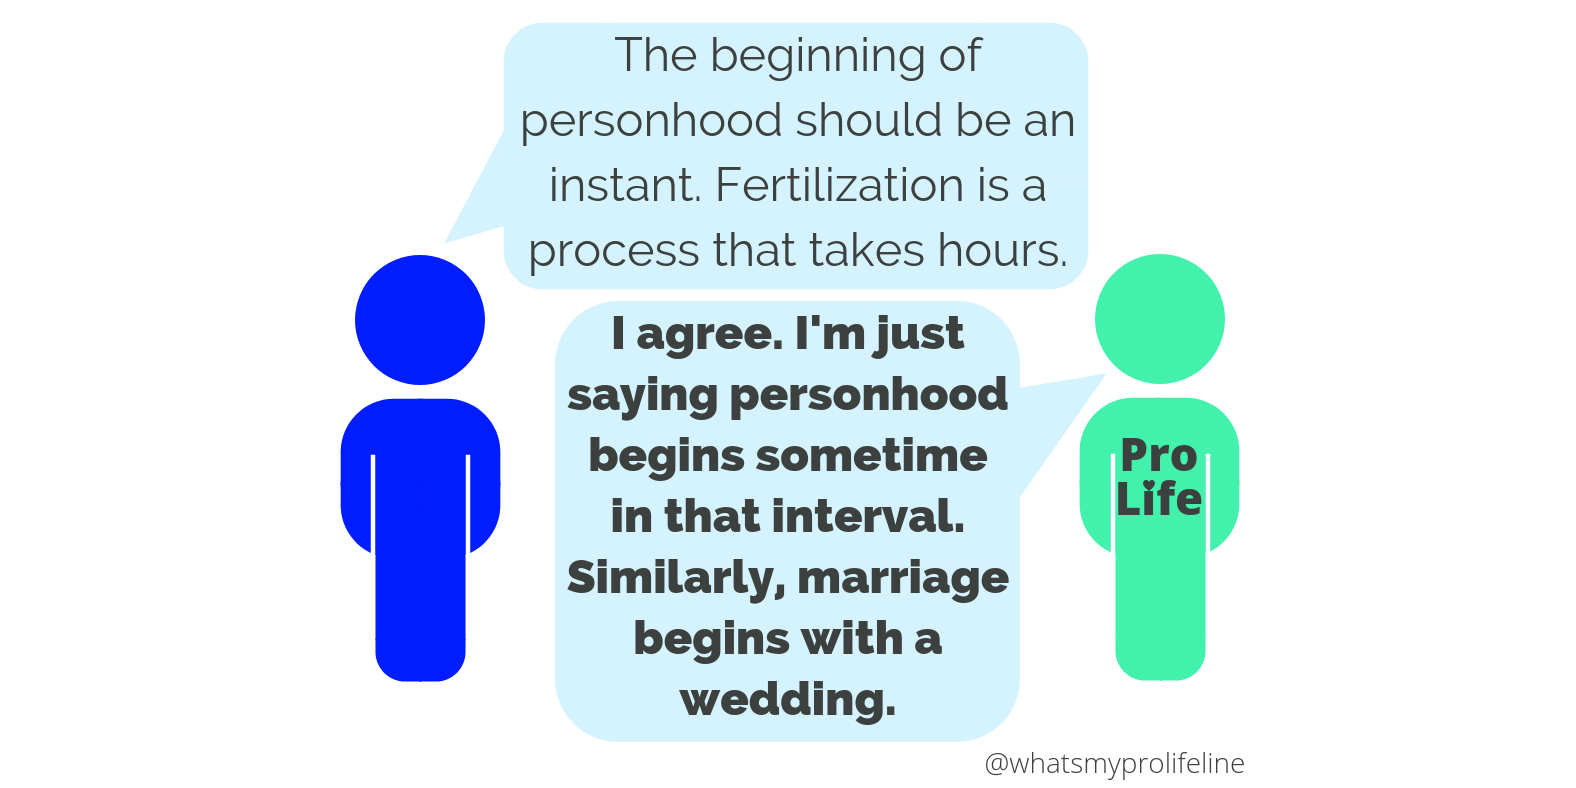 The beginning of
personhood should be an
instant. Fertilization is a
process that takes hours.
I agree. I'm just
saying personhood
begins sometime
in that interval.
Similarly, marriage
begins with a
wedding.
Pro
Life
@whatsmyprolifeline